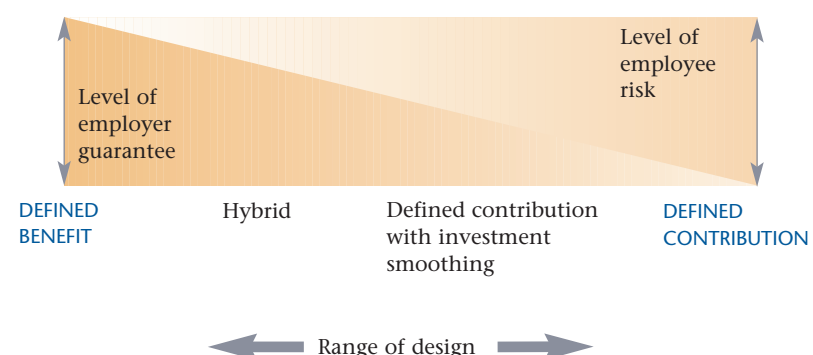 Level of
employee
risk
Level of
employer
guarantee
DEFINED
BENEFIT
Hybrid
Defined contribution
with investment
smoothing
DEFINED
CONTRIBUTION
Range of design